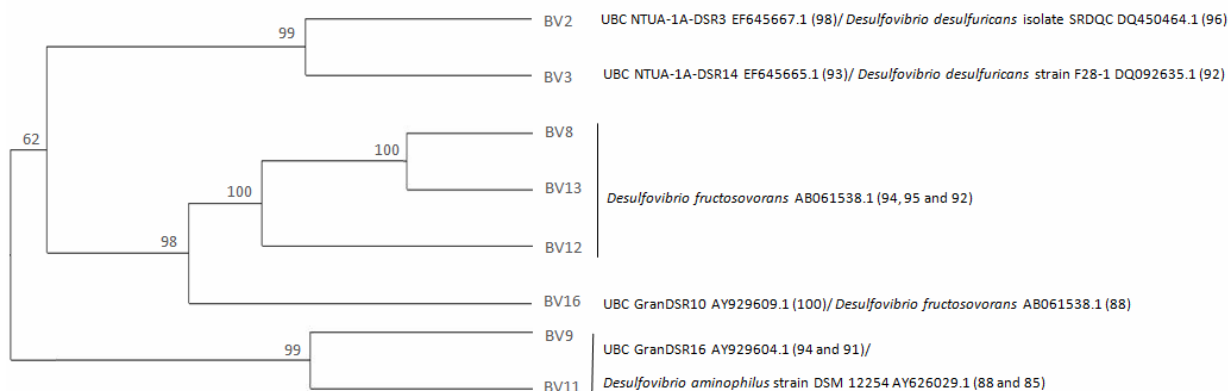 BV2 UBC NTUA-1A-DSR3 EF645667.1 (98)/ Desulfovibrio desulfuricans isolate SRDQC DQ450464.1 (96)
99
BV3 UBC NTUA-1A-DSR14 EF645665.1 (93)/ Desulfovibrio desulfuricans strain F28-1 DQ092635.1 (92)
BV8
62
100
BV13
100
Desulfovibrio fructosovorans AB061538.1 (94, 95 and 92)
98
BV12
BV16 UBC GranDSR10 AY929609.1 (100)/ Desulfovibrio fructosovorans AB061538.1 (88)
BV9
99
UBC GranDSR16 AY929604.1 (94 and 91)/
BV11 Desulfovibrio aminophilus strain DSM 12254 AY626029.1 (88 and 85)